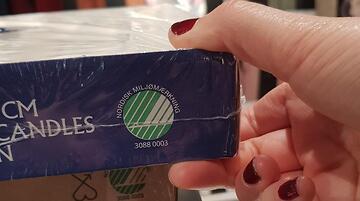 CM
CANDLES
N
NORDISK MILJØMÆRKNING
3088 0003